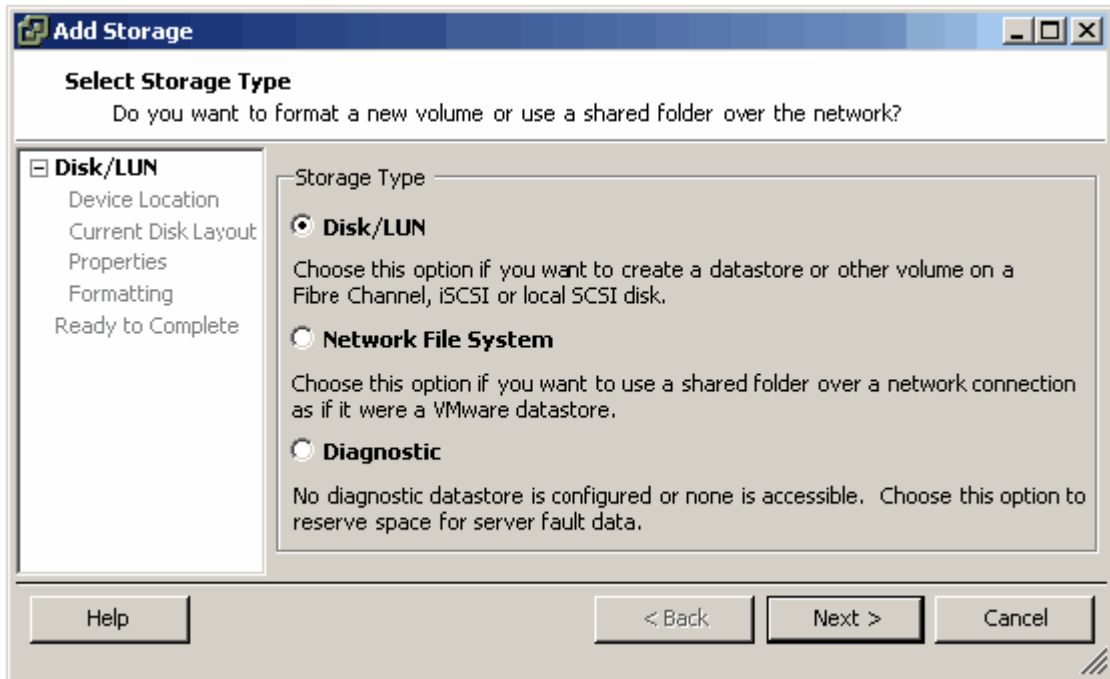 Add Storage
Select Storage Type
Do you want to format a new volume or use a shared folder over the network?
Disk/LUN
Device Location
Current Disk Layout
Properties
Formatting
Ready to Complete
Storage Type
Disk/LUN
Choose this option if you want to create a datastore or other volume on a
Fibre Channel, iSCSI or local SCSI disk.
Network File System
Choose this option if you want to use a shared folder over a network connection
as if it were a VMware datastore.
Diagnostic
No diagnostic datastore is configured or none is accessible.  Choose this option to
reserve space for server fault data.
Help
< Back
Next >
Cancel